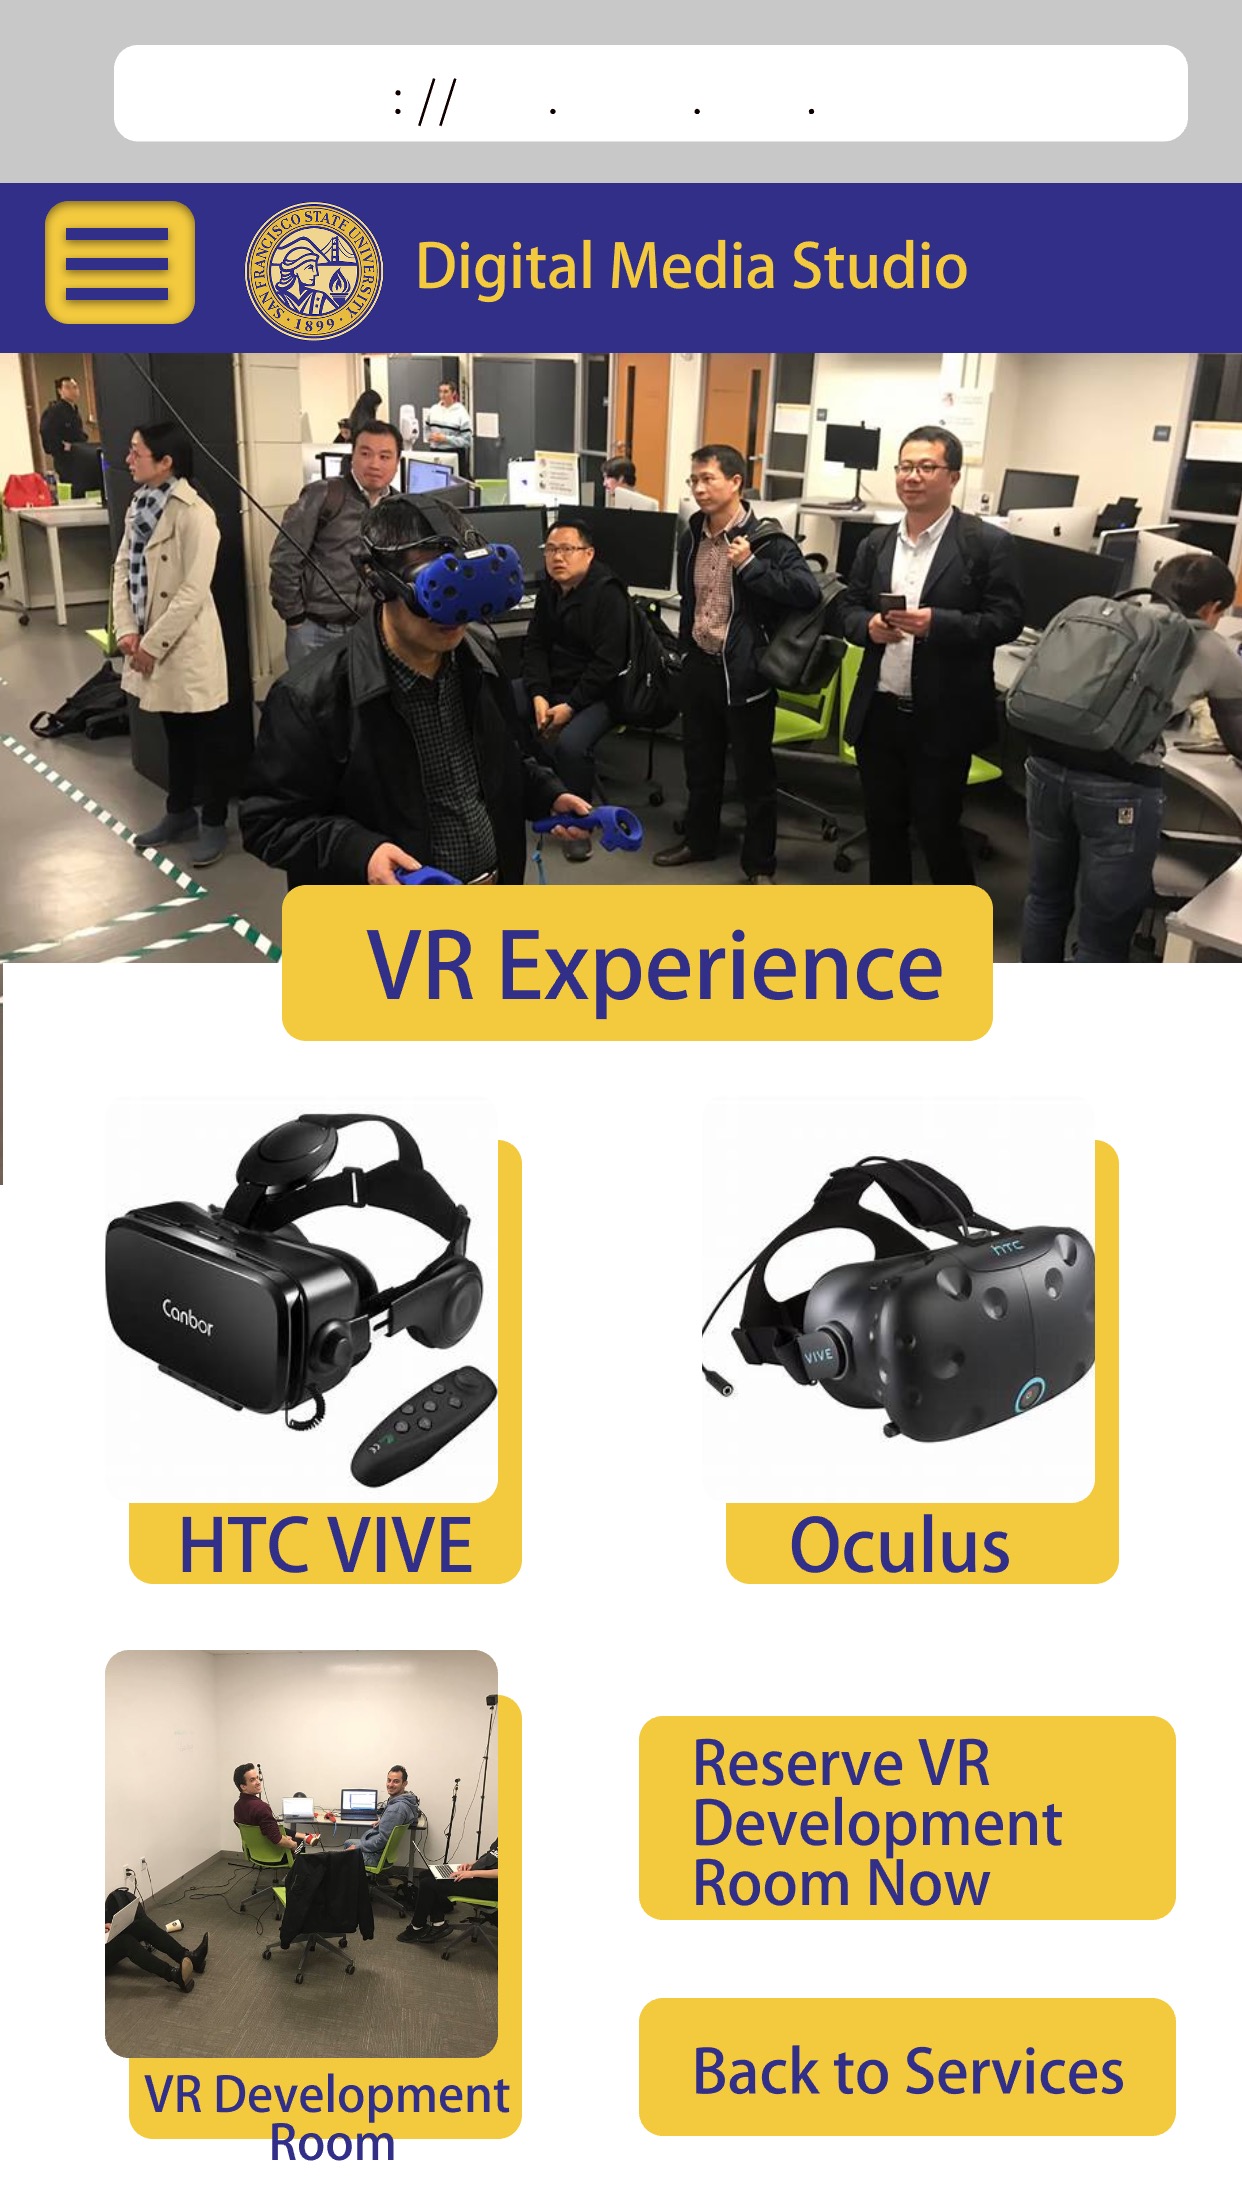 :// . . .
SAN FRANCISCO STATE UNIVERSITY
· 1899 ·
Digital Media Studio
VR Experience
Canbor
htc
VIVE
HTC VIVE
Oculus
Reserve VR
Development
Room Now
VR Development
Room
Back to Services